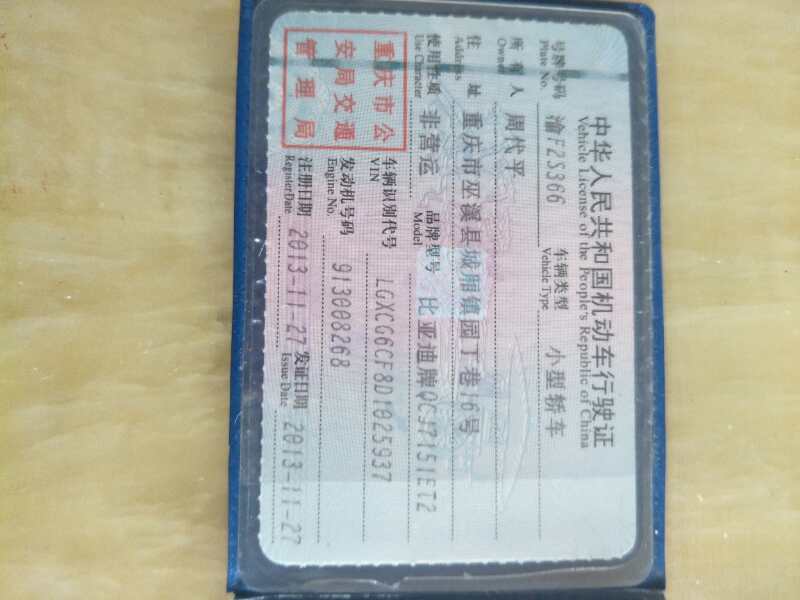 中华人民共和国机动车行驶证
Vehicle License of the People's Republic of China
号牌号码 渝F23366 车辆类型 小型轿车
Plate No. Vehicle Type
所有人 周代平
Owner
住址 重庆市巫溪县城厢镇园丁巷16号
Address
使用性质 非营运 品牌型号 比亚迪牌QCJ7151ET2
Use Character Model
车辆识别代号 LGXCG6CF8D1025937
VIN
发动机号码 913008268
Engine No.
注册日期 2013-11-27 发证日期 2013-11-27
Register Date Issue Date
重庆市公
安局交通
管理局